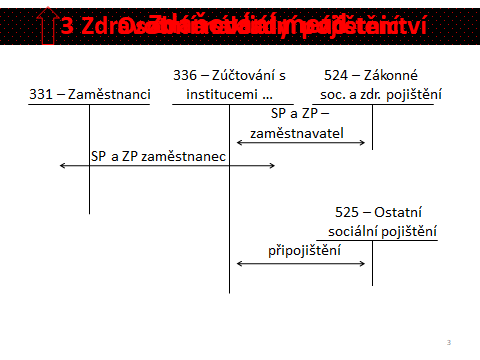 336 – Zúčtování s
524 – Zákonné
331 – Zaměstnanci
institucemi ...
soc. a zdr. pojištění
SP a ZP –
zaměstnavatel
SP a ZP zaměstnanec
525 – Ostatní
sociální pojištění
připojištění
3